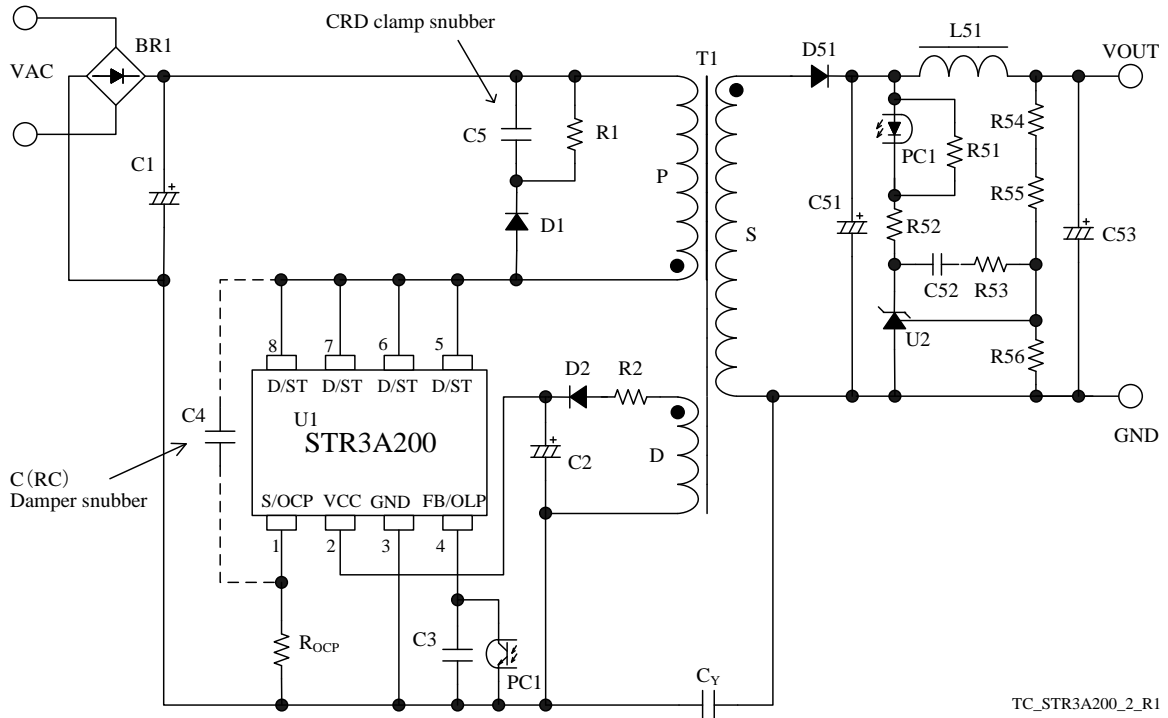 CRD clamp snubber
VAC
BR1
C1
C5
R1
D1
T1
P
S
D51
L51
VOUT
PC1
R51
R54
R55
C51
R52
C53
C52
R53
U2
R56
GND
8
7
6
5
D/ST
D/ST
D/ST
D/ST
U1
STR3A200
C4
C(RC)
Damper snubber
S/OCP
VCC
GND
FB/OLP
1
2
3
4
D2
R2
C2
D
ROCP
C3
PC1
CY
TC_STR3A200_2_R1